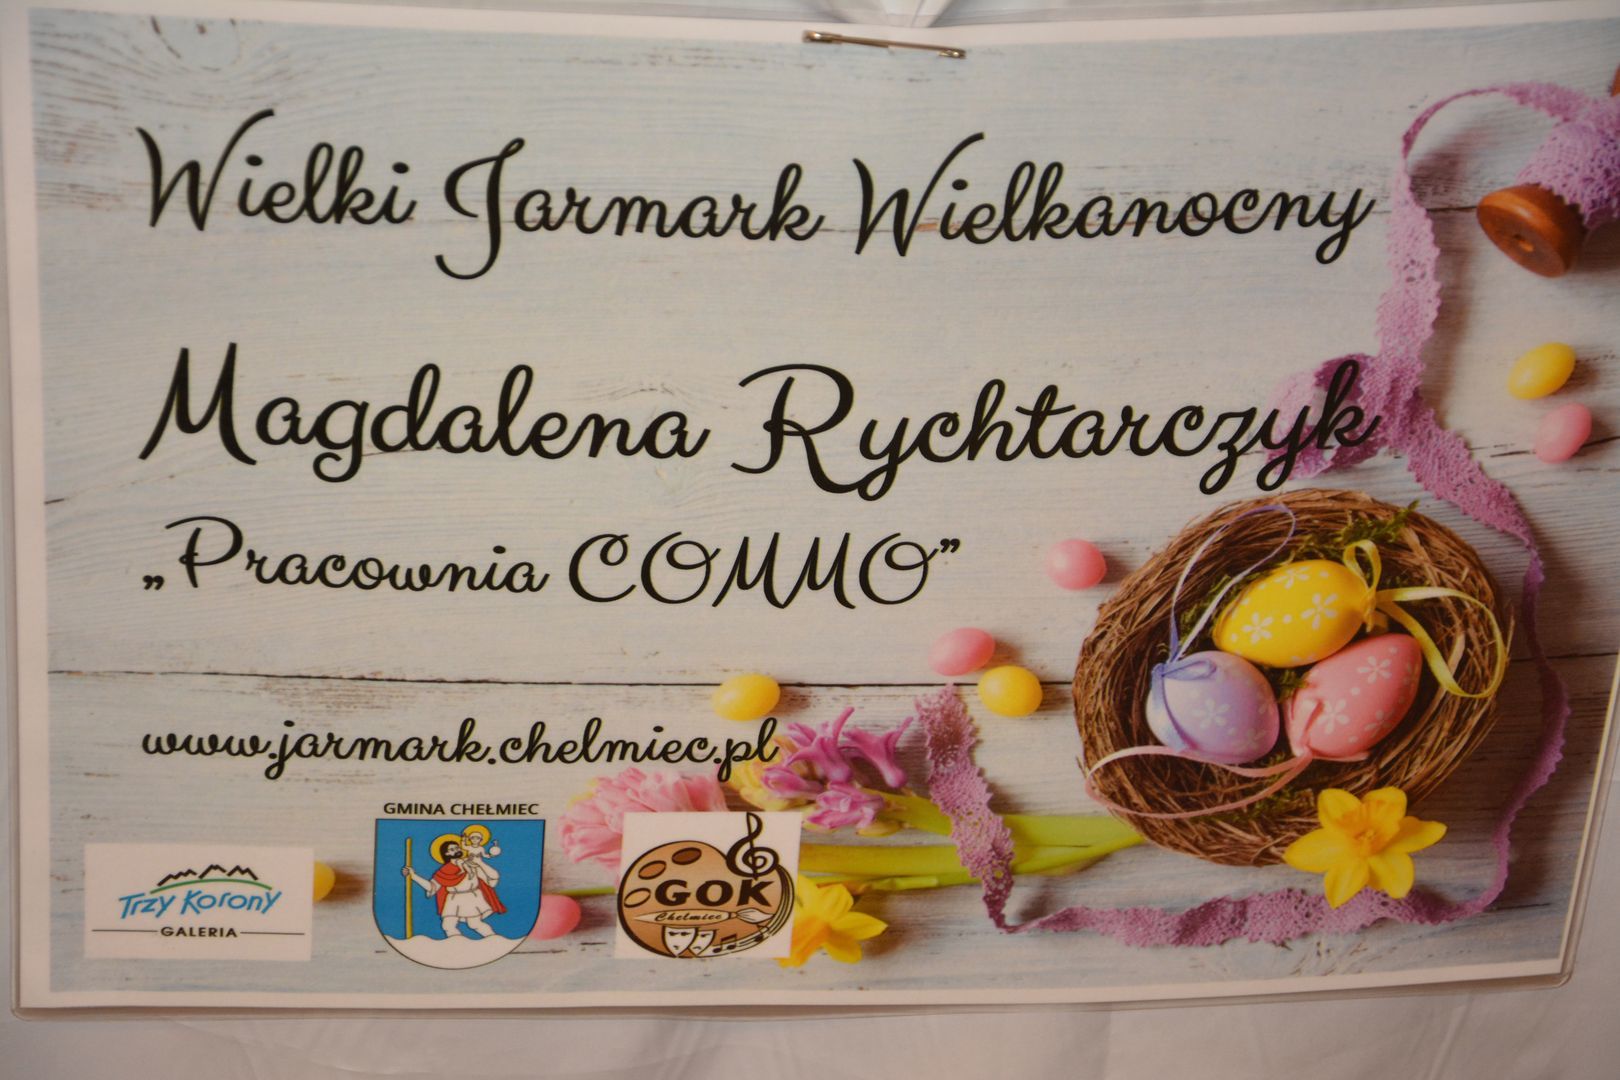 Wielki Jarmark Wielkanocny
Magdalena Rychtarczyk
„Pracownia COMMO”
www.jarmark.chelmiec.pl
GMINA CHEŁMIEC
Trzy Korony
GALERIA
GOK
Chełmiec